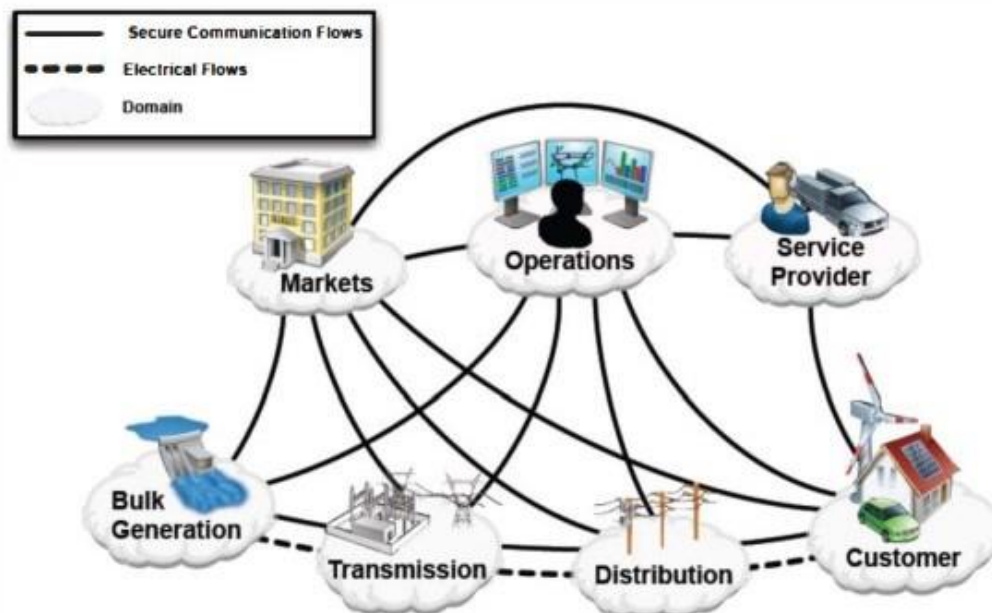 Secure Communication Flows
Electrical Flows
Domain
Markets
Operations
Service
Provider
Bulk
Generation
Transmission
Distribution
Customer